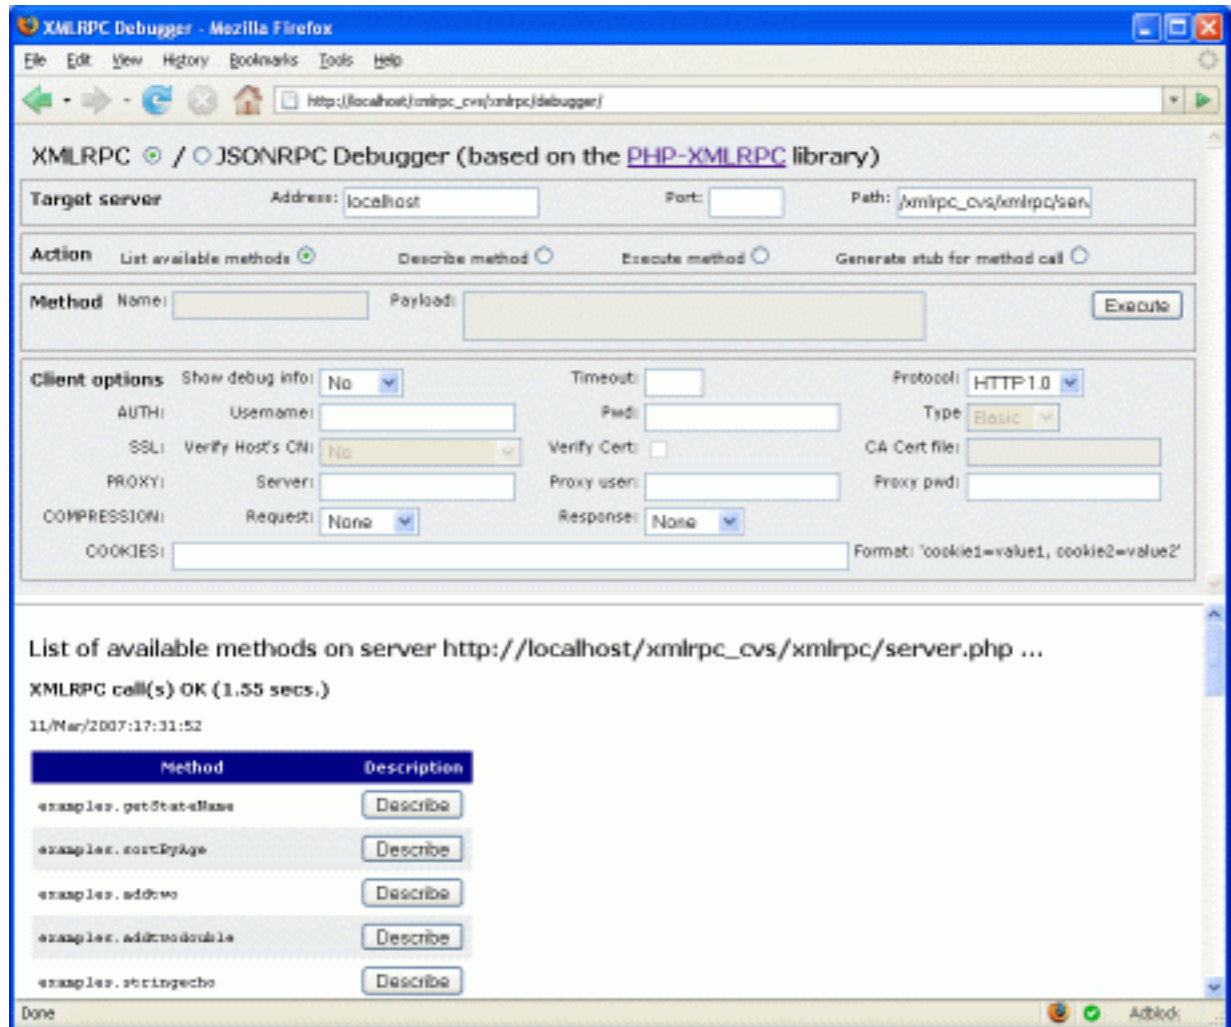 XMLRPC Debugger - Mozilla Firefox
File Edit View History Bookmarks Tools Help
http://localhost/xmlrpc_cvs/xmlrpc/debugger/
XMLRPC / JSONRPC Debugger (based on the PHP-XMLRPC library)
Target server Address: localhost Port: Path: /xmlrpc_cvs/xmlrpc/serv
Action List available methods Describe method Execute method Generate stub for method call
Method Name: Payload: Execute
Client options Show debug info: No Timeout: Protocol: HTTP 1.0
AUTH: Username: Pwd: Type Basic
SSL: Verify Host's CN: No Verify Cert: CA Cert file:
PROXY: Server: Proxy user: Proxy pwd:
COMPRESSION: Request: None Response: None
COOKIES: Format: 'cookie1=value1, cookie2=value2'
List of available methods on server http://localhost/xmlrpc_cvs/xmlrpc/server.php ...
XMLRPC call(s) OK (1.55 secs.)
11/Mar/2007:17:31:52
Method Description
examples.getStateName Describe
examples.sortByAge Describe
examples.addtwo Describe
examples.addtwodouble Describe
examples.stringecho Describe
Done Adblock